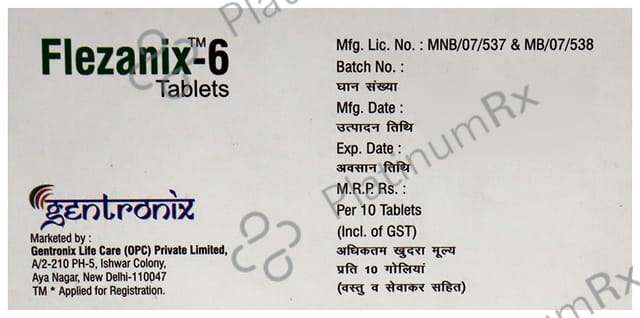 Flezanix™-6
Tablets
gentronix
Marketed by :
Gentronix Life Care (OPC) Private Limited,
A/2-210 PH-5, Ishwar Colony,
Aya Nagar, New Delhi-110047
TM * Applied for Registration.
Mfg. Lic. No. : MNB/07/537 & MB/07/538
Batch No. :
घान संख्या
Mfg. Date :
उत्पादन तिथि
Exp. Date :
अवसान तिथि
M.R.P. Rs. :
Per 10 Tablets
(Incl. of GST)
अधिकतम खुदरा मूल्य
प्रति 10 गोलियां
(वस्तु व सेवाकर सहित)
PlatinumRx
PlatinumRx